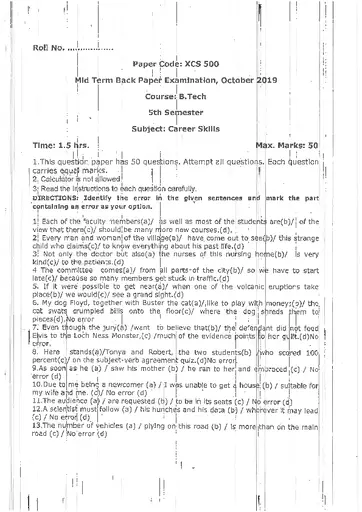 Roll No. ...................
Paper Code: XCS 500
Mid Term Back Paper Examination, October 2019
Course: B.Tech
5th Semester
Subject: Career Skills
Time: 1.5 hrs. Max. Marks: 50
1.This question paper has 50 questions. Attempt all questions. Each question
carries equal marks.
2. Calculator is not allowed
3. Read the instructions to each question carefully.
DIRECTIONS: Identify the error in the given sentences and mark the part
containing an error as your option.
1. Each of the faculty members(a)/ as well as most of the students are(b)/ of the
view that there(c)/ should be many more new courses.(d).
2. Every man and woman of the village(a)/ have come out to see(b)/ this strange
child who claims(c)/ to know everything about his past life.(d)
3. Not only the doctor but also(a) the nurses of this nursing home(b)/ is very
kind(c)/ to the patients.(d)
4 The committee comes(a)/ from all parts of the city(b)/ so we have to start
late(c)/ because so many members get stuck in traffic.(d)
5. If it were possible to get near(a)/ when one of the volcanic eruptions take
place(b)/ we would(c)/ see a grand sight.(d)
6. My dog Floyd, together with Buster the cat(a)/,like to play with money:(b)/ the
cat swats crumpled bills onto the floor(c)/ where the dog shreds them to
pieces(d).No error
7. Even though the jury(a) /want to believe that(b)/ the defendant did not feed
Elvis to the Loch Ness Monster,(c) /much of the evidence points to her guilt.(d)No
error.
8. Here stands(a)/Tonya and Robert, the two students(b) /who scored 100
percent(c)/ on the subject-verb agreement quiz.(d)No error
9.As soon as he (a) / saw his mother (b) / he ran to her and embraced (c) / No
error (d)
10.Due to me being a newcomer (a) / I was unable to get a house (b) / suitable for
my wife and me. (c)/ No error (d)
11.The audience (a) / are requested (b) / to be in its seats (c) / No error (d)
12.A scientist must follow (a) / his hunches and his data (b) / wherever it may lead
(c) / No error (d)
13.The number of vehicles (a) / plying on this road (b) / is more than on the main
road (c) / No error (d)